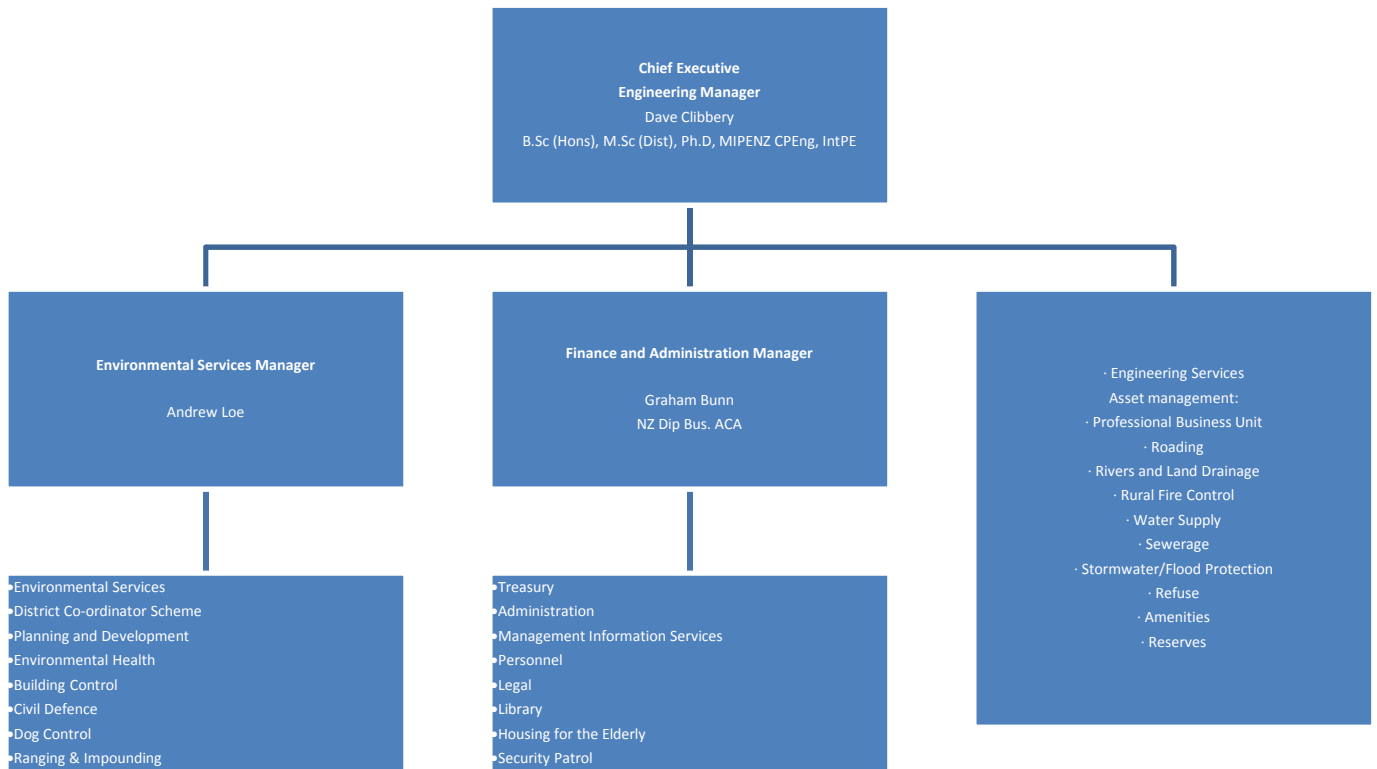 Chief Executive
Engineering Manager
Dave Clibbery
B.Sc (Hons), M.Sc (Dist), Ph.D, MIPENZ CPEng, IntPE
Environmental Services Manager
Andrew Loe
Finance and Administration Manager
Graham Bunn
NZ Dip Bus. ACA
· Engineering Services
Asset management:
· Professional Business Unit
· Roading
· Rivers and Land Drainage
· Rural Fire Control
· Water Supply
· Sewerage
· Stormwater/Flood Protection
· Refuse
· Amenities
· Reserves
•Environmental Services
•District Co-ordinator Scheme
•Planning and Development
•Environmental Health
•Building Control
•Civil Defence
•Dog Control
•Ranging & Impounding
•Treasury
•Administration
•Management Information Services
•Personnel
•Legal
•Library
•Housing for the Elderly
•Security Patrol